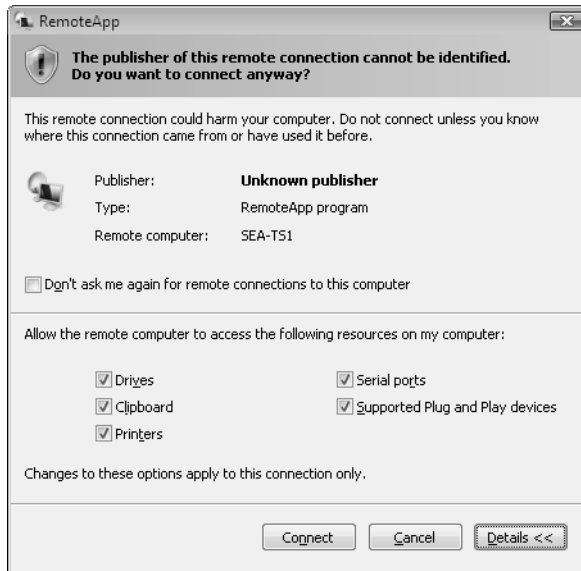 RemoteApp
The publisher of this remote connection cannot be identified.
Do you want to connect anyway?
This remote connection could harm your computer. Do not connect unless you know
where this connection came from or have used it before.
Publisher: Unknown publisher
Type: RemoteApp program
Remote computer: SEA-TS1
Don't ask me again for remote connections to this computer
Allow the remote computer to access the following resources on my computer:
Drives Serial ports
Clipboard Supported Plug and Play devices
Printers
Changes to these options apply to this connection only.
Connect Cancel Details <<